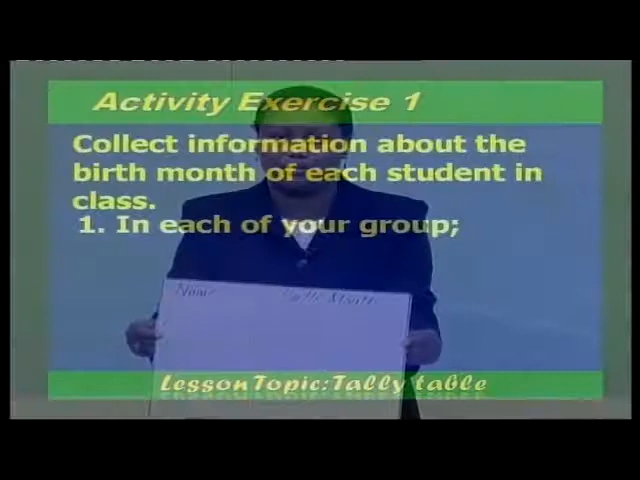 Activity Exercise 1
Collect information about the
birth month of each student in
class.
1. In each of your group;
Name
Lesson Topic: Tally table